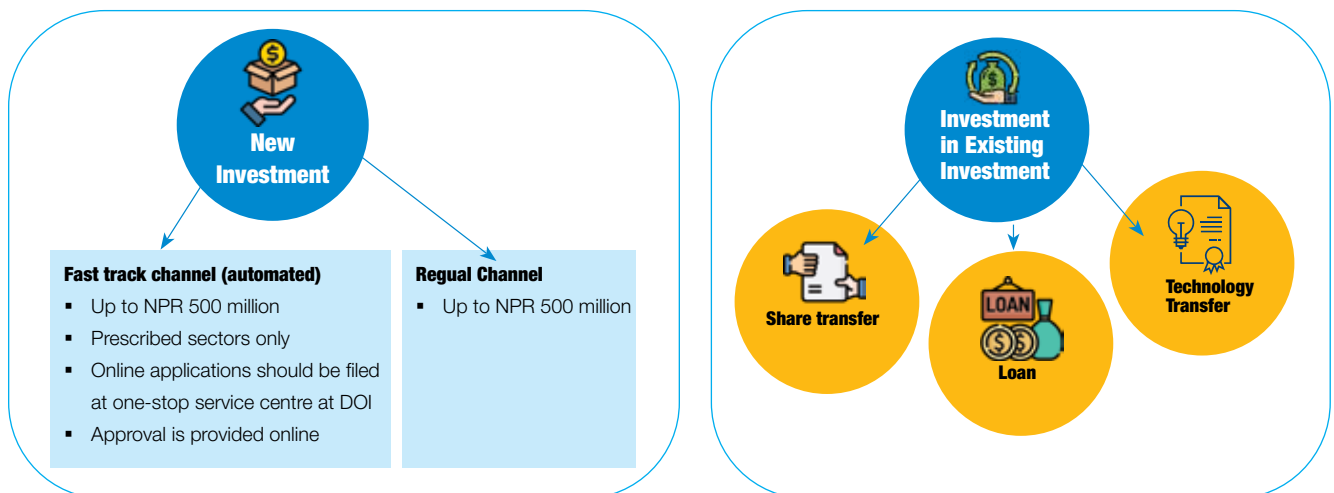 New
Investment
Fast track channel (automated)
▪ Up to NPR 500 million
▪ Prescribed sectors only
▪ Online applications should be filed
at one-stop service centre at DOI
▪ Approval is provided online
Regual Channel
▪ Up to NPR 500 million
Investment
in Existing
Investment
Share transfer
LOAN
Loan
Technology
Transfer